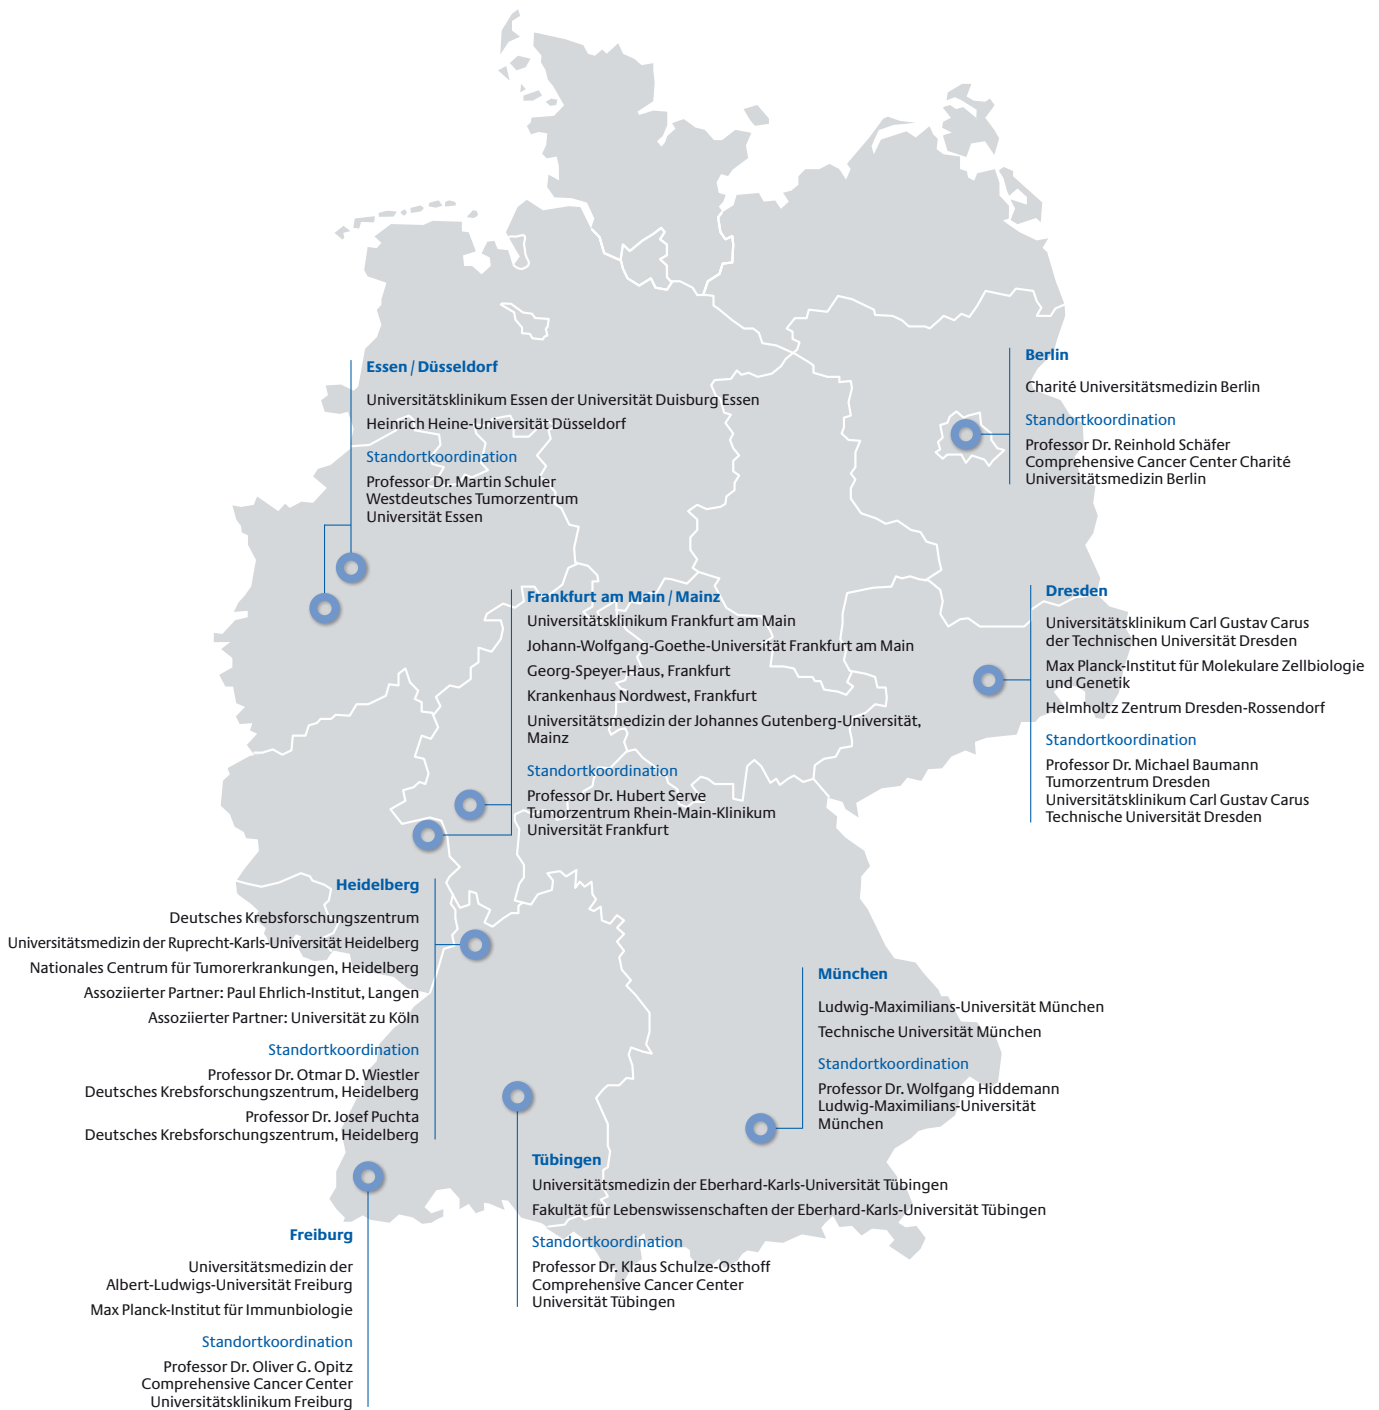 Essen / Düsseldorf
Universitätsklinikum Essen der Universität Duisburg Essen
Heinrich Heine-Universität Düsseldorf
Standortkoordination
Professor Dr. Martin Schuler
Westdeutsches Tumorzentrum
Universität Essen
Berlin
Charité Universitätsmedizin Berlin
Standortkoordination
Professor Dr. Reinhold Schäfer
Comprehensive Cancer Center Charité
Universitätsmedizin Berlin
Frankfurt am Main / Mainz
Universitätsklinikum Frankfurt am Main
Johann-Wolfgang-Goethe-Universität Frankfurt am Main
Georg-Speyer-Haus, Frankfurt
Krankenhaus Nordwest, Frankfurt
Universitätsmedizin der Johannes Gutenberg-Universität,
Mainz
Standortkoordination
Professor Dr. Hubert Serve
Tumorzentrum Rhein-Main-Klinikum
Universität Frankfurt
Dresden
Universitätsklinikum Carl Gustav Carus
der Technischen Universität Dresden
Max Planck-Institut für Molekulare Zellbiologie
und Genetik
Helmholtz Zentrum Dresden-Rossendorf
Standortkoordination
Professor Dr. Michael Baumann
Tumorzentrum Dresden
Universitätsklinikum Carl Gustav Carus
Technische Universität Dresden
Heidelberg
Deutsches Krebsforschungszentrum
Universitätsmedizin der Ruprecht-Karls-Universität Heidelberg
Nationales Centrum für Tumorerkrankungen, Heidelberg
Assoziierter Partner: Paul Ehrlich-Institut, Langen
Assoziierter Partner: Universität zu Köln
Standortkoordination
Professor Dr. Otmar D. Wiestler
Deutsches Krebsforschungszentrum, Heidelberg
Professor Dr. Josef Puchta
Deutsches Krebsforschungszentrum, Heidelberg
München
Ludwig-Maximilians-Universität München
Technische Universität München
Standortkoordination
Professor Dr. Wolfgang Hiddemann
Ludwig-Maximilians-Universität
München
Tübingen
Universitätsmedizin der Eberhard-Karls-Universität Tübingen
Fakultät für Lebenswissenschaften der Eberhard-Karls-Universität Tübingen
Standortkoordination
Professor Dr. Klaus Schulze-Osthoff
Comprehensive Cancer Center
Universität Tübingen
Freiburg
Universitätsmedizin der
Albert-Ludwigs-Universität Freiburg
Max Planck-Institut für Immunbiologie
Standortkoordination
Professor Dr. Oliver G. Opitz
Comprehensive Cancer Center
Universitätsklinikum Freiburg